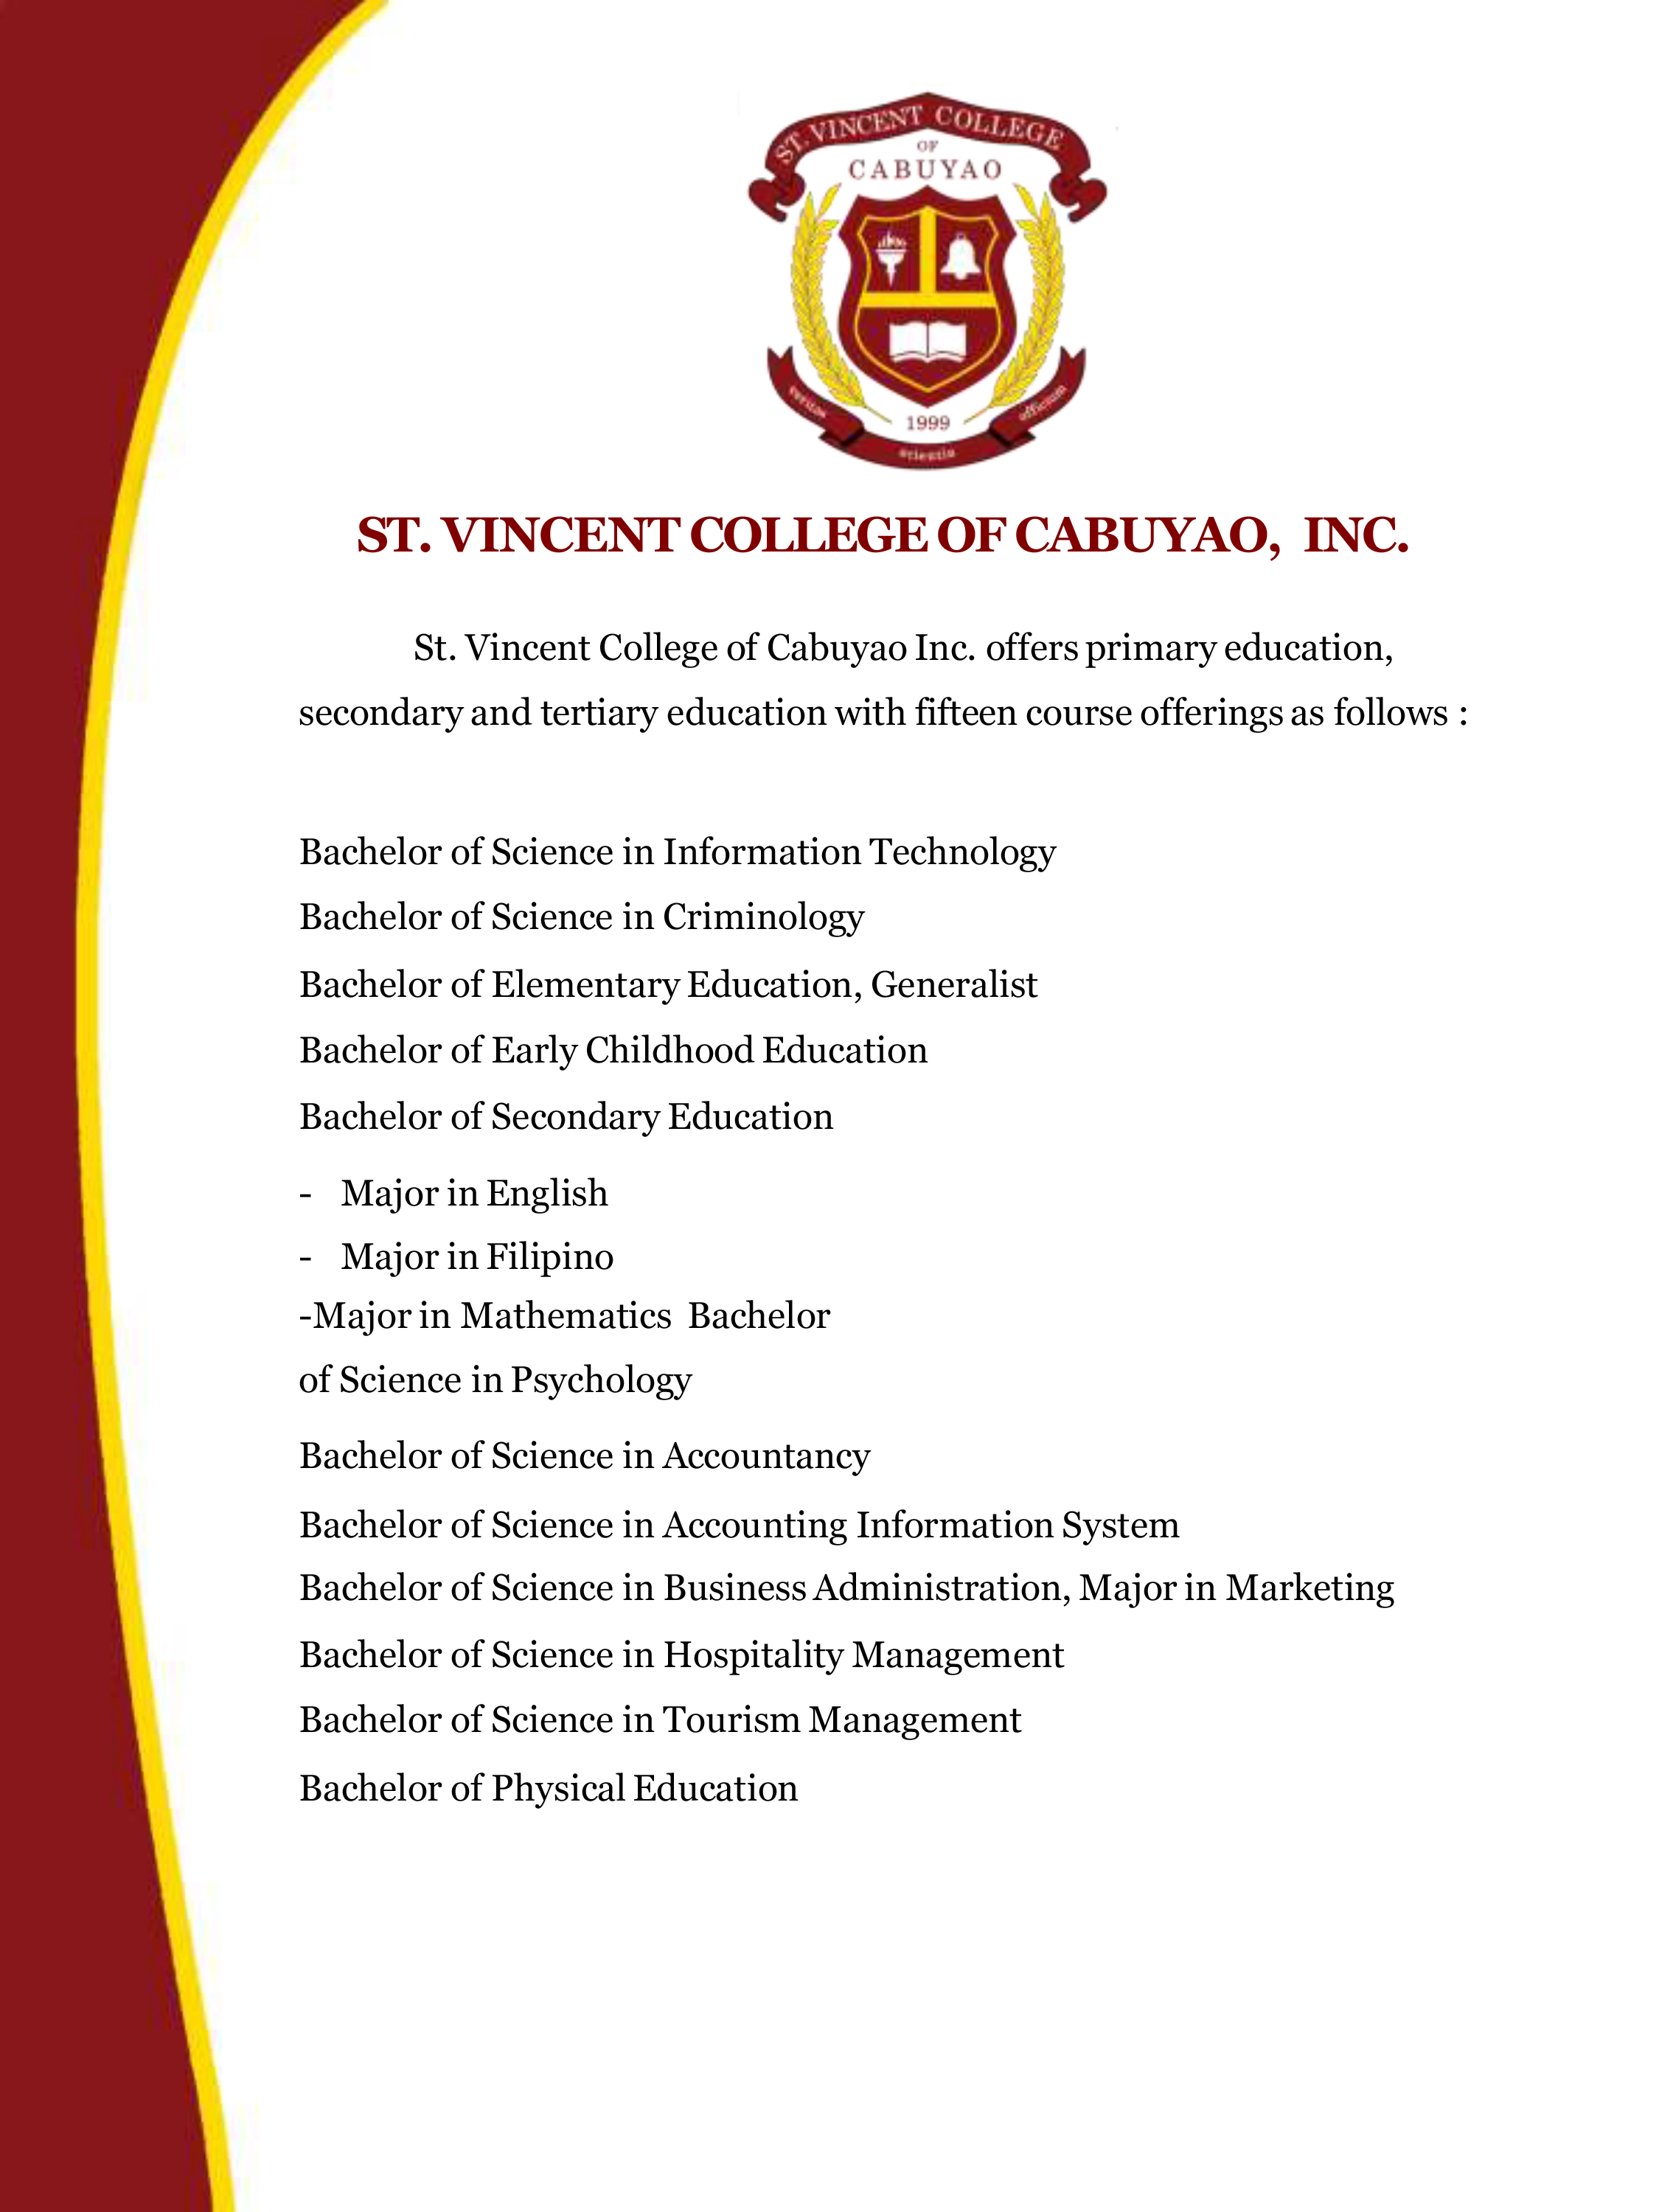 ST. VINCENT COLLEGE
OF
CABUYAO
1999
veritas
scientia
officium
ST. VINCENT COLLEGE OF CABUYAO, INC.
St. Vincent College of Cabuyao Inc. offers primary education,
secondary and tertiary education with fifteen course offerings as follows :
Bachelor of Science in Information Technology
Bachelor of Science in Criminology
Bachelor of Elementary Education, Generalist
Bachelor of Early Childhood Education
Bachelor of Secondary Education
- Major in English
- Major in Filipino
-Major in Mathematics Bachelor
of Science in Psychology
Bachelor of Science in Accountancy
Bachelor of Science in Accounting Information System
Bachelor of Science in Business Administration, Major in Marketing
Bachelor of Science in Hospitality Management
Bachelor of Science in Tourism Management
Bachelor of Physical Education